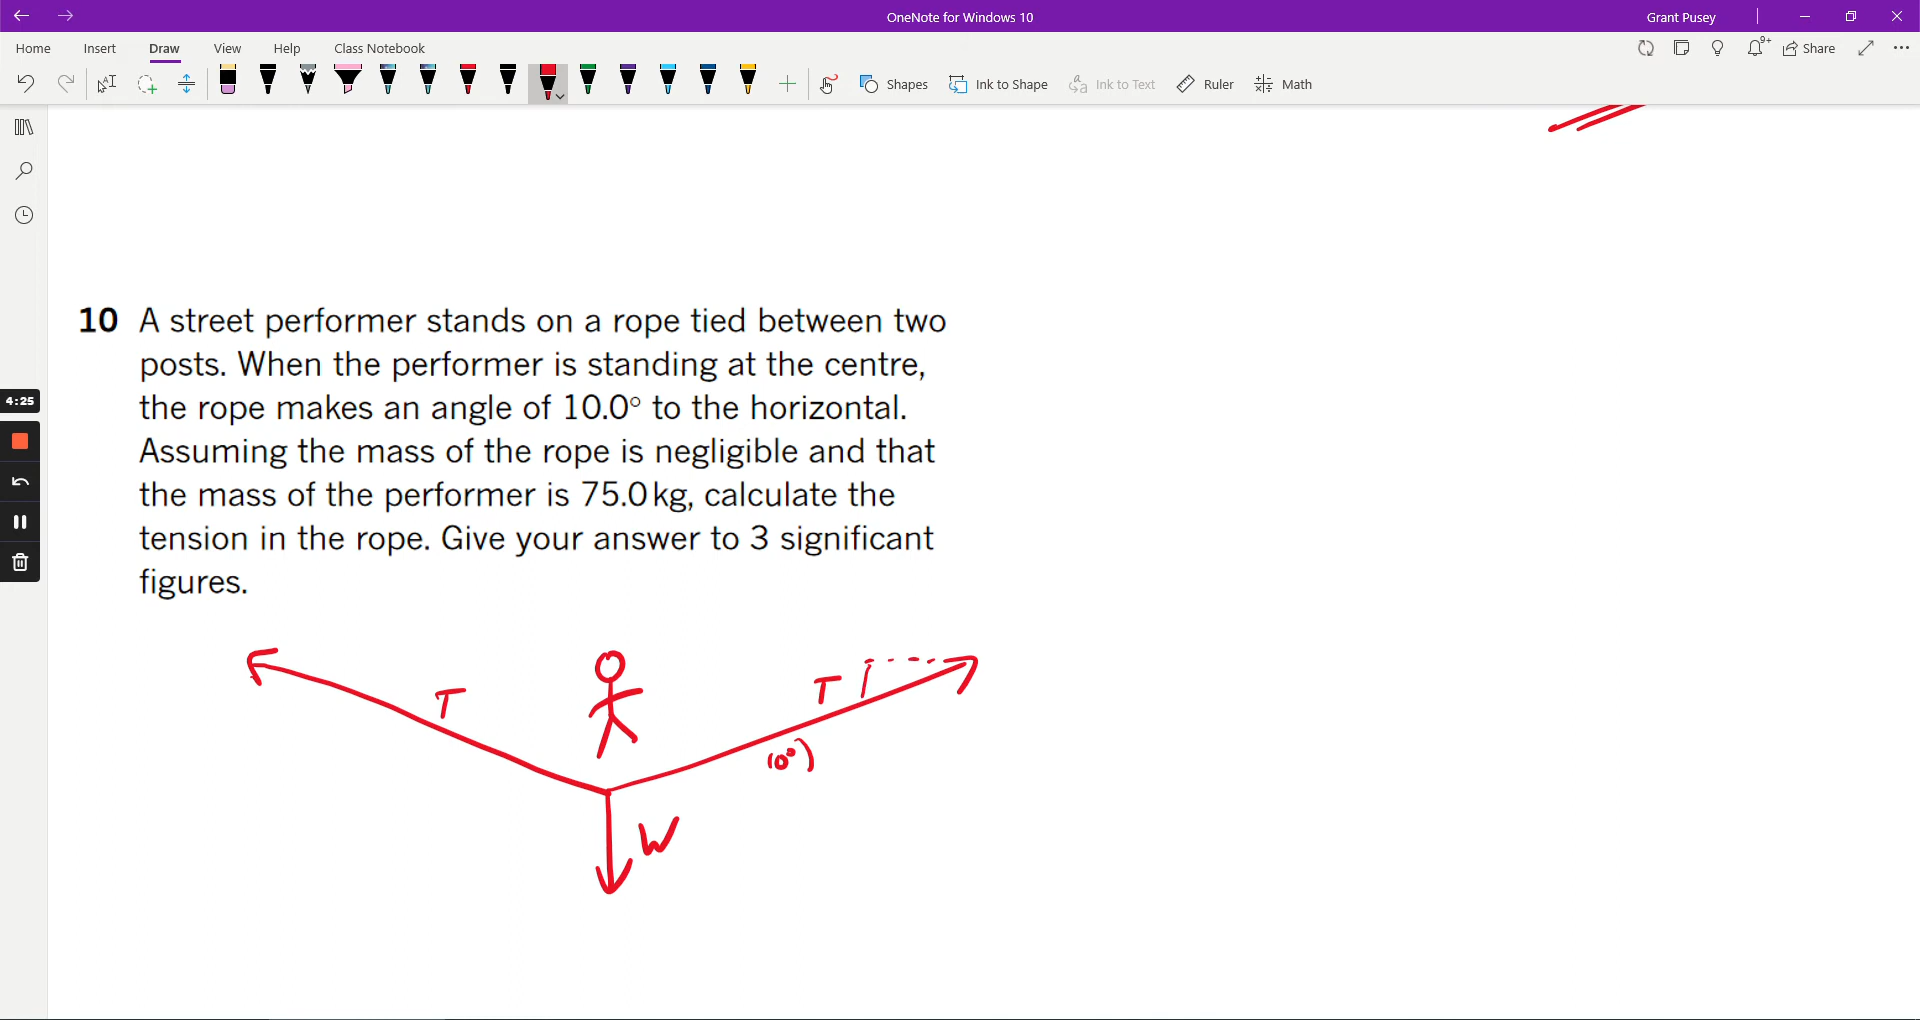 OneNote for Windows 10
Grant Pusey
Home Insert Draw View Help Class Notebook
9+ Share
Shapes Ink to Shape Ink to Text Ruler Math
4:25
10 A street performer stands on a rope tied between two
posts. When the performer is standing at the centre,
the rope makes an angle of 10.0° to the horizontal.
Assuming the mass of the rope is negligible and that
the mass of the performer is 75.0 kg, calculate the
tension in the rope. Give your answer to 3 significant
figures.
T
T
10°
W